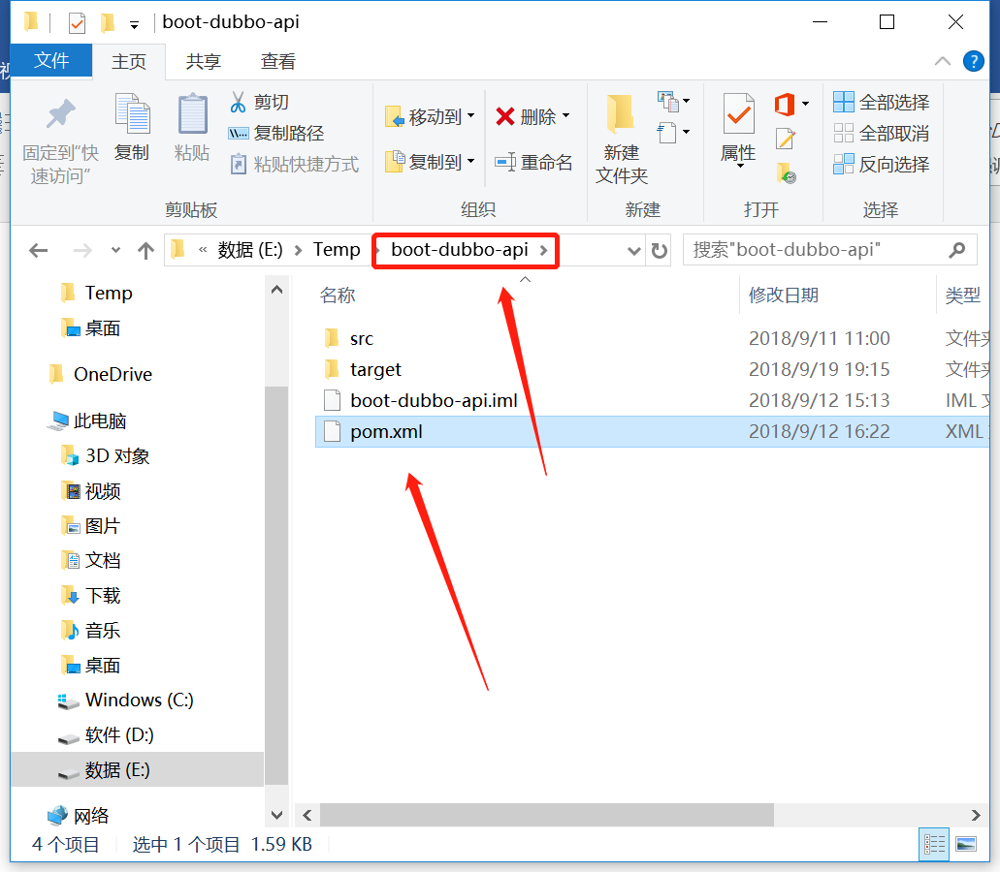 boot-dubbo-api
文件 主页 共享 查看
固定到"快速访问"
复制
粘贴
剪切
复制路径
粘贴快捷方式
剪贴板
移动到
复制到
删除
重命名
组织
新建
文件夹
新建
属性
打开
全部选择
全部取消
反向选择
选择
« 数据 (E:) > Temp > boot-dubbo-api >
搜索"boot-dubbo-api"
Temp
桌面
OneDrive
此电脑
3D 对象
视频
图片
文档
下载
音乐
桌面
Windows (C:)
软件 (D:)
数据 (E:)
网络
名称 修改日期 类型
src 2018/9/11 11:00 文件夹
target 2018/9/19 19:15 文件夹
boot-dubbo-api.iml 2018/9/12 15:13 IML
pom.xml 2018/9/12 16:22 XML
4 个项目 选中 1 个项目 1.59 KB